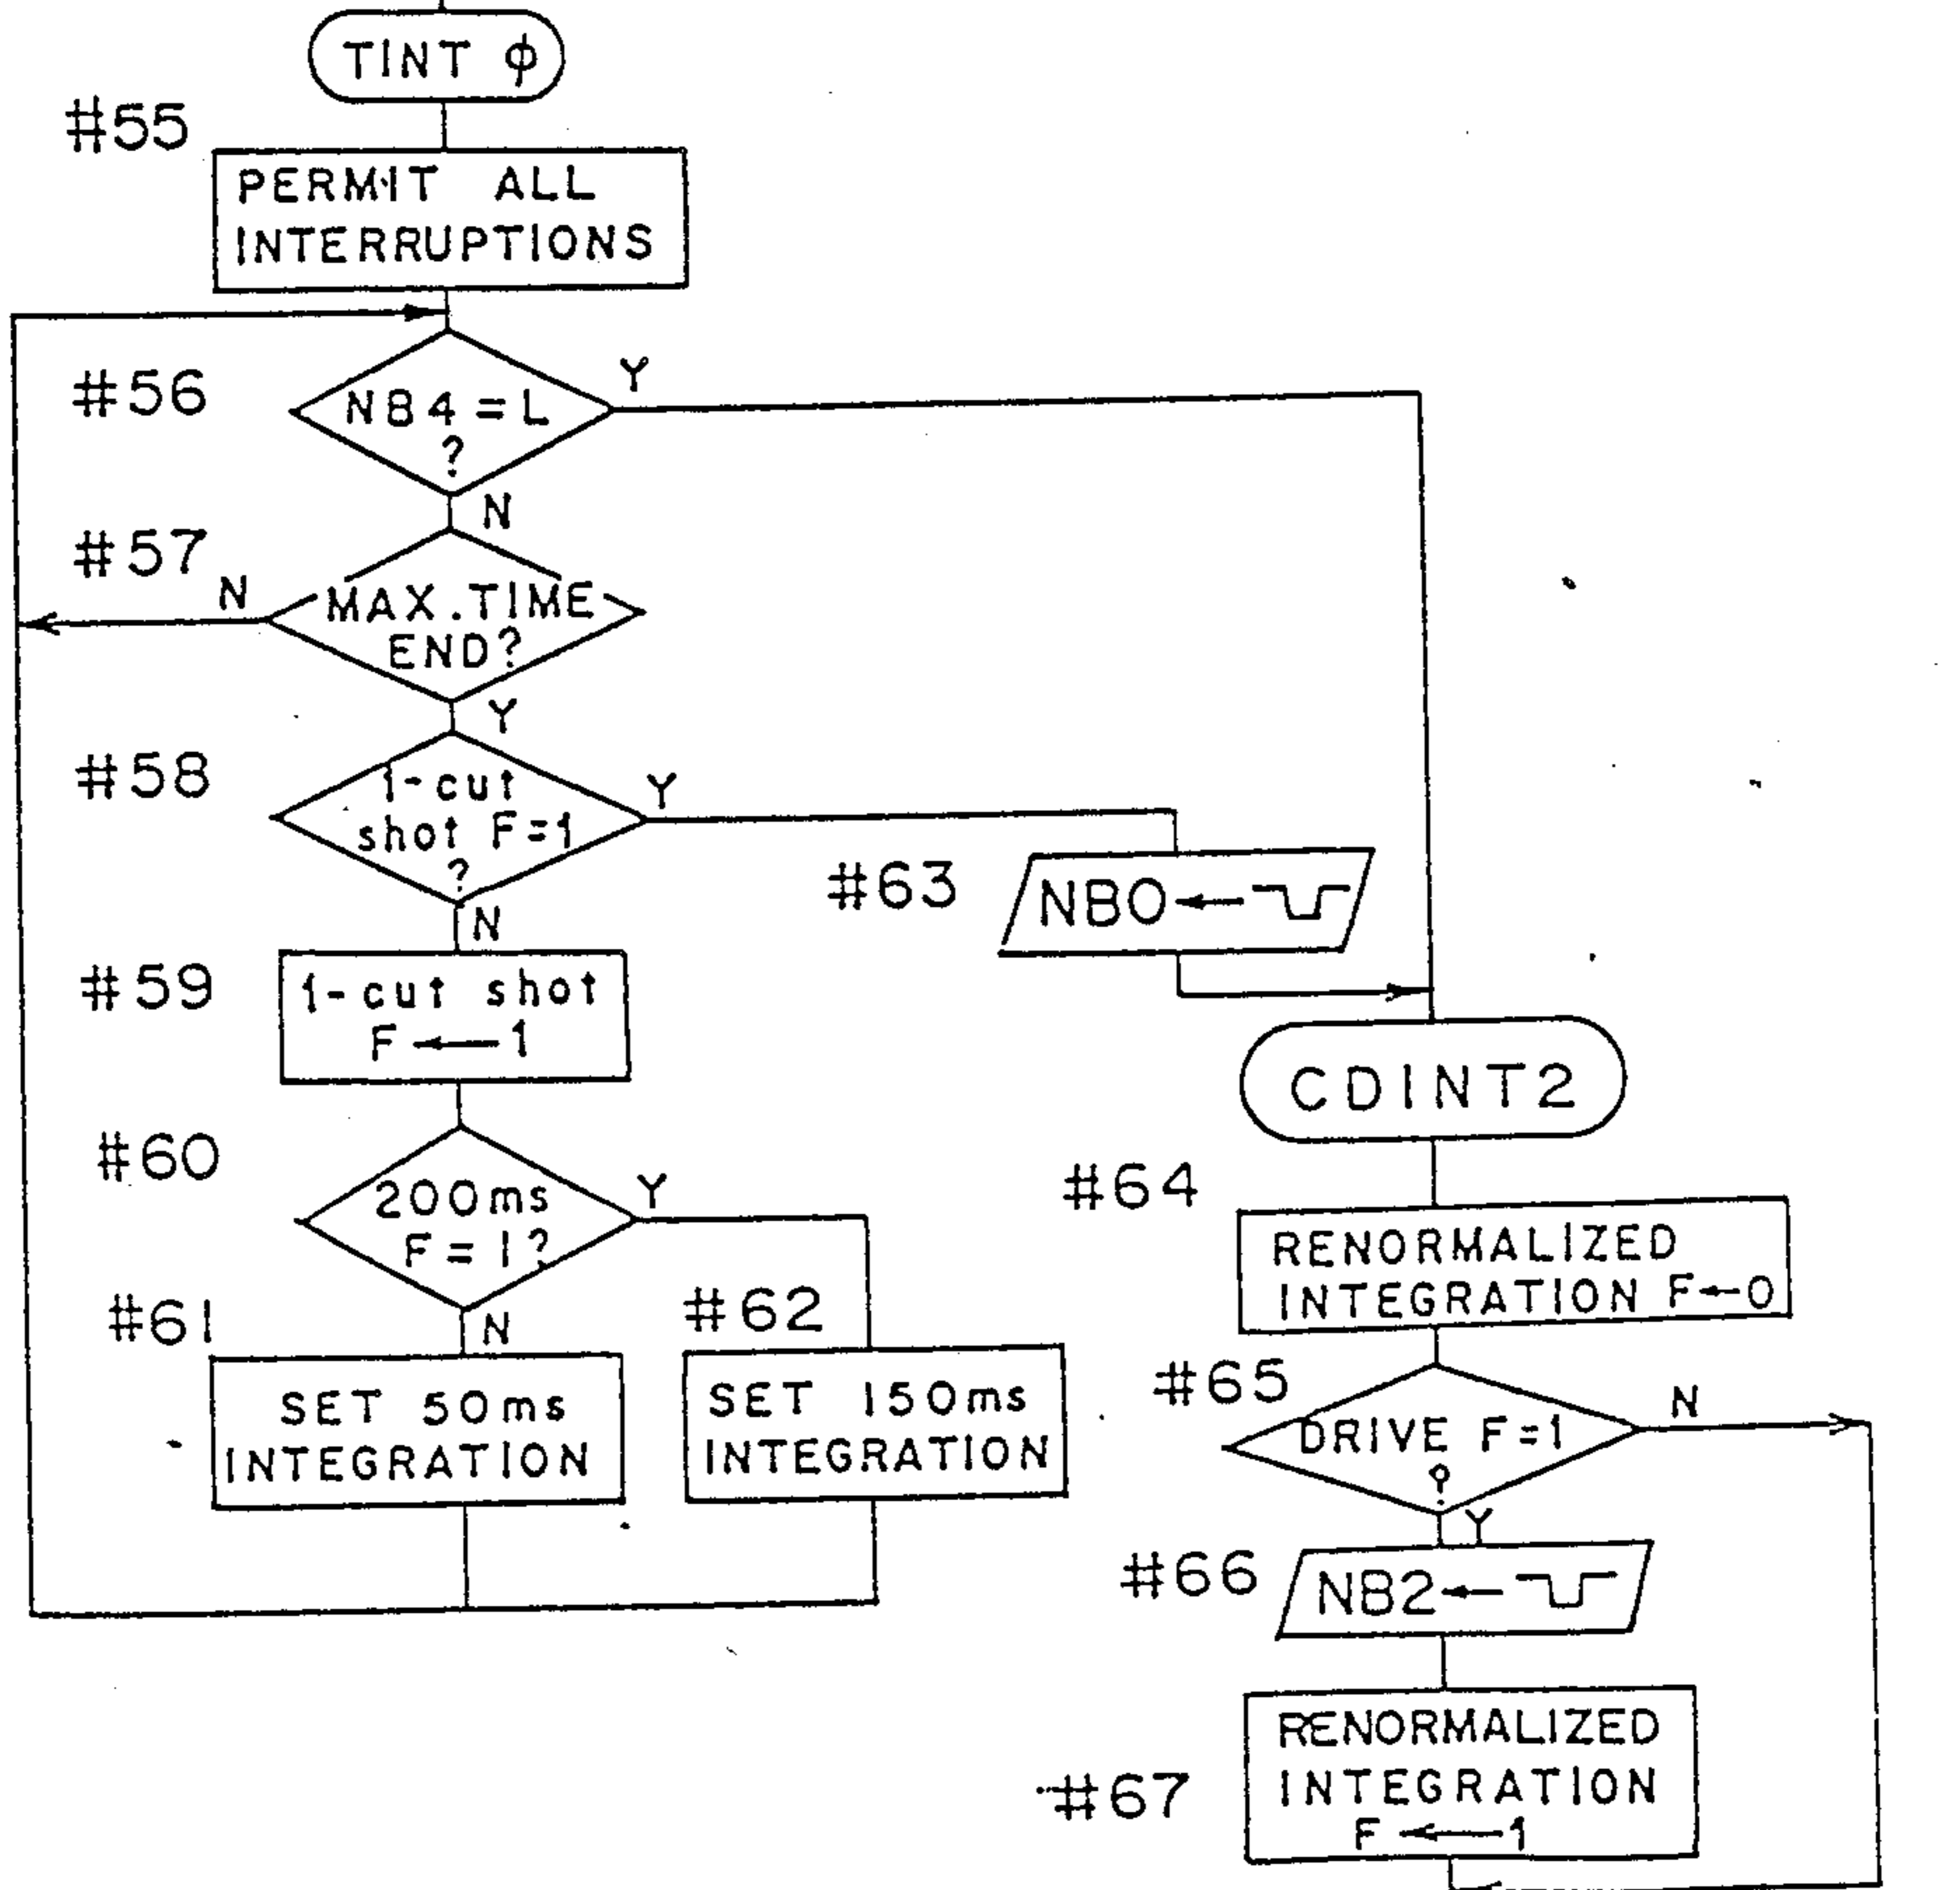 TINT φ
#55
PERMIT ALL
INTERRUPTIONS
#56
NB4=L
?
Y
N
#57
MAX.TIME
END?
N
Y
#58
1-cut
shot F=1
?
Y
N
#63
NBO←
#59
1-cut shot
F←1
CDINT2
#60
200ms
F=1?
Y
N
#61
SET 50ms
INTEGRATION
#62
SET 150ms
INTEGRATION
#64
RENORMALIZED
INTEGRATION F←0
#65
DRIVE F=1
?
N
Y
#66
NB2←
#67
RENORMALIZED
INTEGRATION
F←1